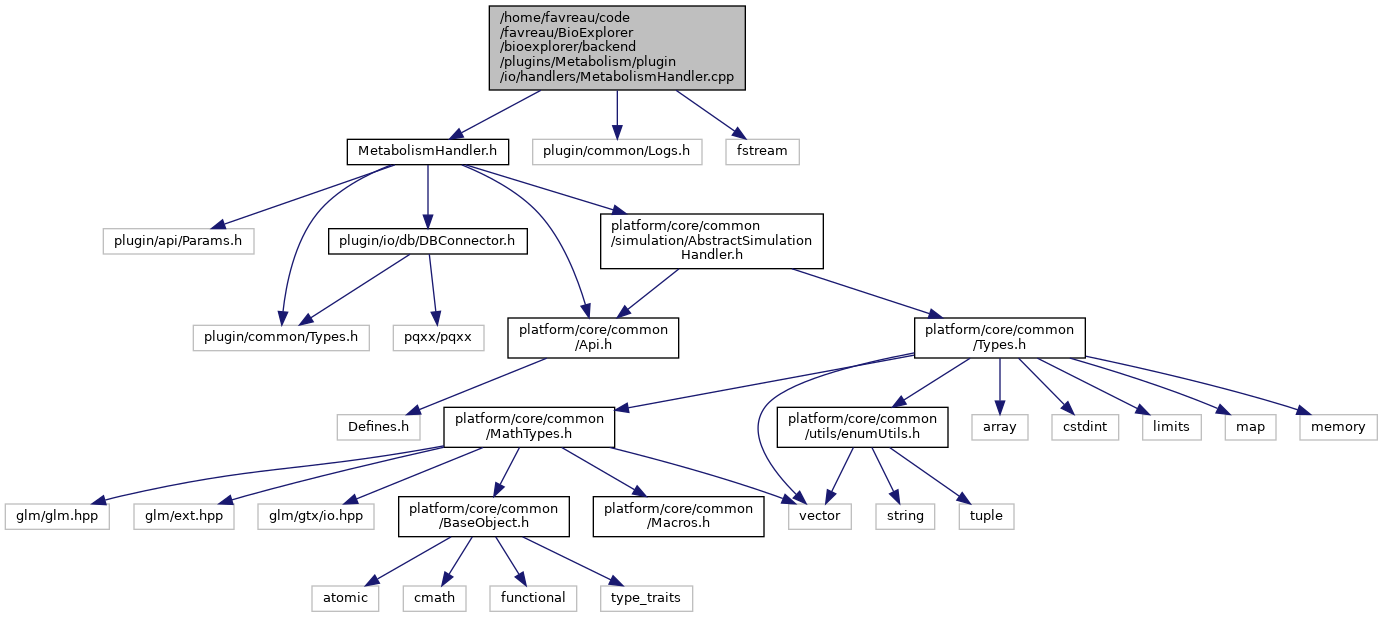 /home/favreau/code
/favreau/BioExplorer
/bioexplorer/backend
/plugins/Metabolism/plugin
/io/handlers/MetabolismHandler.cpp
MetabolismHandler.h
plugin/common/Logs.h
fstream
plugin/api/Params.h
plugin/io/db/DBConnector.h
platform/core/common
/simulation/AbstractSimulation
Handler.h
plugin/common/Types.h
pqxx/pqxx
platform/core/common
/Api.h
platform/core/common
/Types.h
Defines.h
platform/core/common
/MathTypes.h
platform/core/common
/utils/enumUtils.h
array
cstdint
limits
map
memory
glm/glm.hpp
glm/ext.hpp
glm/gtx/io.hpp
platform/core/common
/BaseObject.h
platform/core/common
/Macros.h
vector
string
tuple
atomic
cmath
functional
type_traits